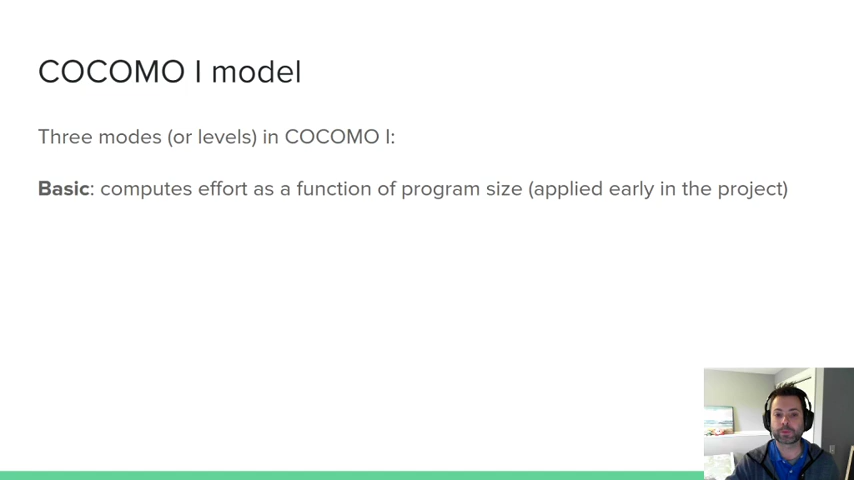 COCOMO I model
Three modes (or levels) in COCOMO I:
Basic: computes effort as a function of program size (applied early in the project)